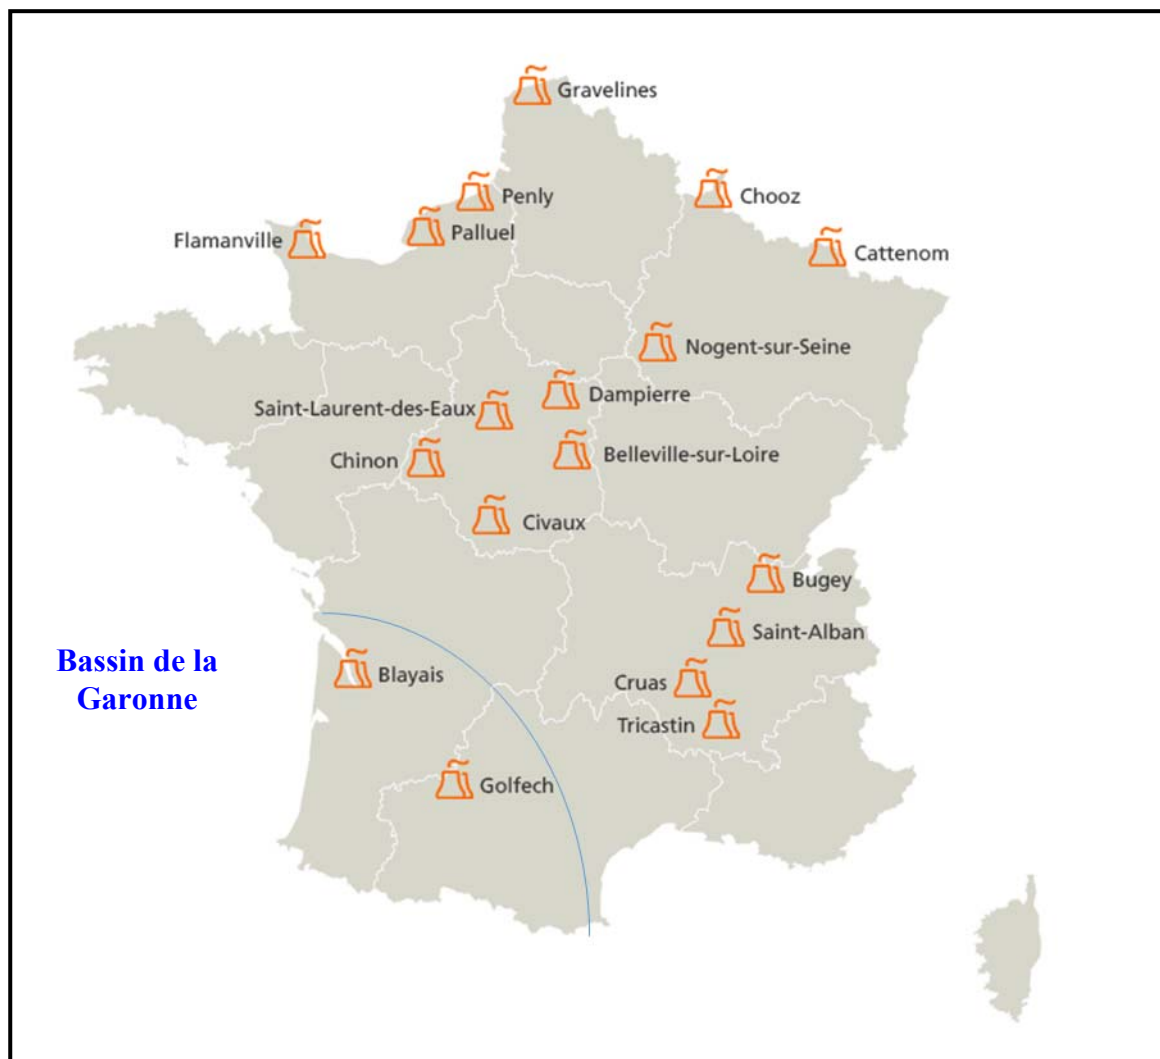 Gravelines
Penly
Chooz
Palluel
Flamanville
Cattenom
Nogent-sur-Seine
Dampierre
Saint-Laurent-des-Eaux
Belleville-sur-Loire
Chinon
Civaux
Bugey
Saint-Alban
Bassin de la
Garonne
Blayais
Cruas
Tricastin
Golfech